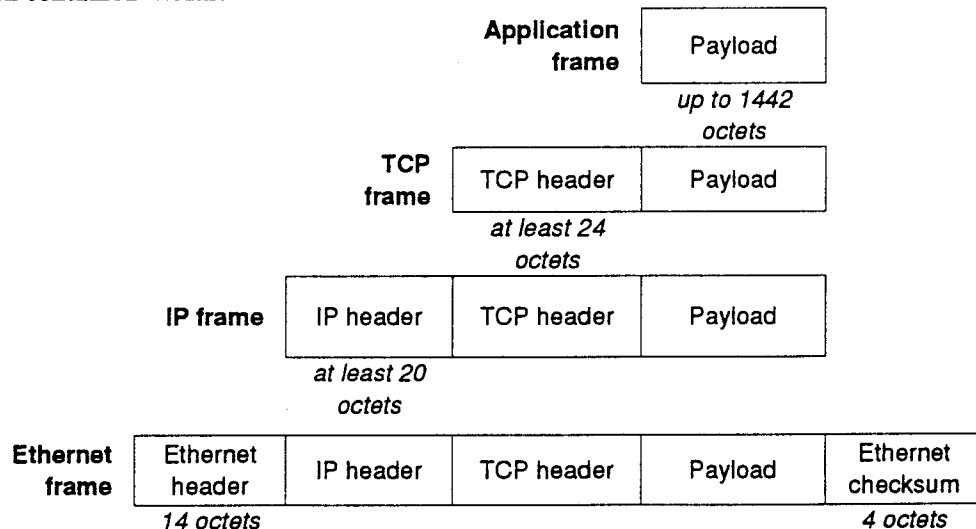 Application frame
Payload
up to 1442 octets
TCP frame
TCP header
Payload
at least 24 octets
IP frame
IP header
TCP header
Payload
at least 20 octets
Ethernet frame
Ethernet header
IP header
TCP header
Payload
Ethernet checksum
14 octets
4 octets